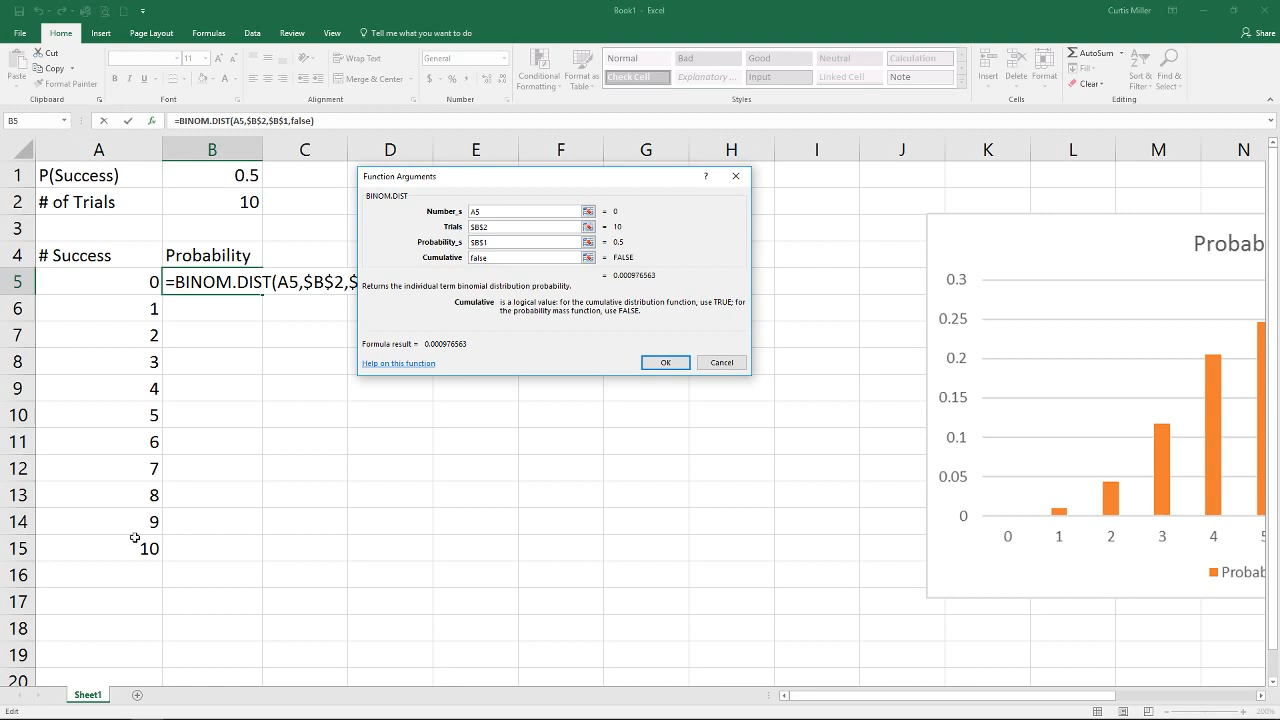 Book1 - Excel
Curtis Miller
File Home Insert Page Layout Formulas Data Review View Tell me what you want to do Share
Paste
Cut
Copy
Format Painter
Clipboard
11
Font
Wrap Text
Merge & Center
Alignment
General
$ % ,
Number
Conditional Formatting
Format as Table
Normal Bad Good Neutral Calculation
Check Cell Explanatory ... Input Linked Cell Note
Styles
Insert Delete Format
Cells
AutoSum
Fill
Clear
Sort & Filter
Find & Select
Editing
B5 =BINOM.DIST(A5,$B$2,$B$1,false)
A B C D E F G H I J K L M N
1 P(Success) 0.5
2 # of Trials 10
3
4 # Success Probability
5 0 =BINOM.DIST(A5,$B$2,$
6 1
7 2
8 3
9 4
10 5
11 6
12 7
13 8
14 9
15 10
16
17
18
19
20
Function Arguments ?
BINOM.DIST
Number_s A5 = 0
Trials $B$2 = 10
Probability_s $B$1 = 0.5
Cumulative false = FALSE
= 0.000976563
Returns the individual term binomial distribution probability.
Cumulative is a logical value: for the cumulative distribution function, use TRUE; for
the probability mass function, use FALSE.
Formula result = 0.000976563
Help on this function
OK Cancel
Probab
0.3
0.25
0.2
0.15
0.1
0.05
0
0 1 2 3 4 5
Probab
Sheet1
Edit
200%